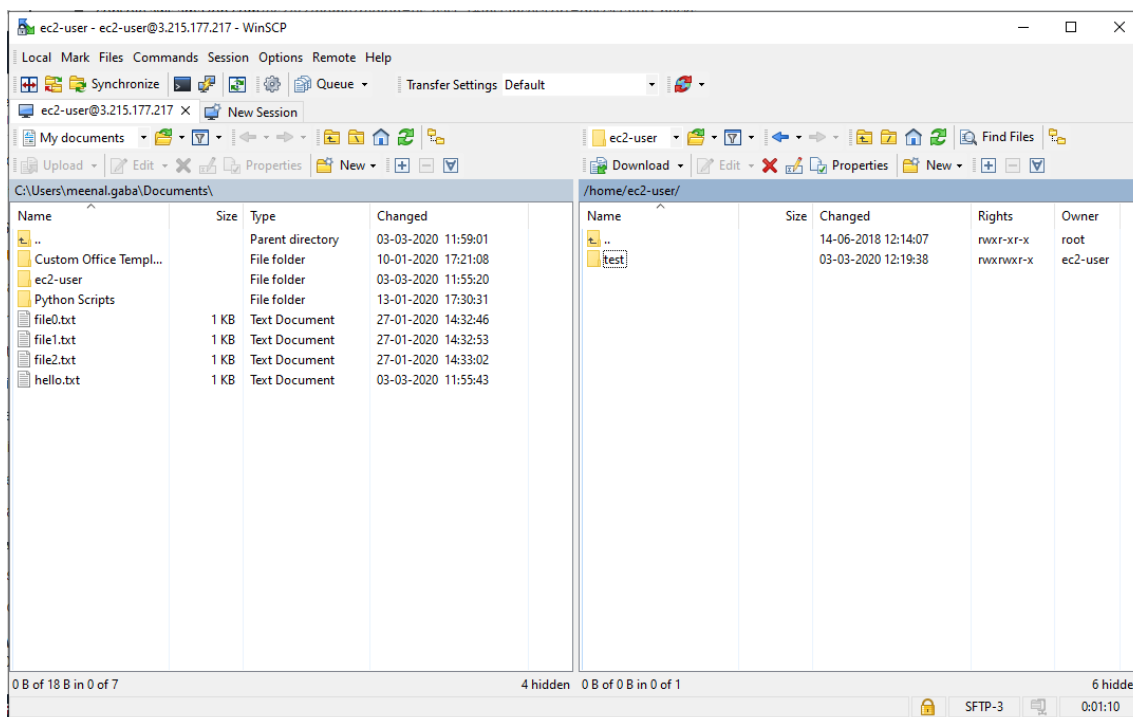 ec2-user - ec2-user@3.215.177.217 - WinSCP
Local Mark Files Commands Session Options Remote Help
Synchronize Queue Transfer Settings Default
ec2-user@3.215.177.217 New Session
My documents ec2-user Find Files
Upload Edit Properties New Download Edit Properties New
C:\Users\meenal.gaba\Documents\ /home/ec2-user/
Name Size Type Changed Name Size Changed Rights Owner
.. Parent directory 03-03-2020 11:59:01 .. 14-06-2018 12:14:07 rwxr-xr-x root
Custom Office Templ... File folder 10-01-2020 17:21:08 test 03-03-2020 12:19:38 rwxrwxr-x ec2-user
ec2-user File folder 03-03-2020 11:55:20
Python Scripts File folder 13-01-2020 17:30:31
file0.txt 1 KB Text Document 27-01-2020 14:32:46
file1.txt 1 KB Text Document 27-01-2020 14:32:53
file2.txt 1 KB Text Document 27-01-2020 14:33:02
hello.txt 1 KB Text Document 03-03-2020 11:55:43
0 B of 18 B in 0 of 7 4 hidden 0 B of 0 B in 0 of 1 6 hidde
SFTP-3 0:01:10